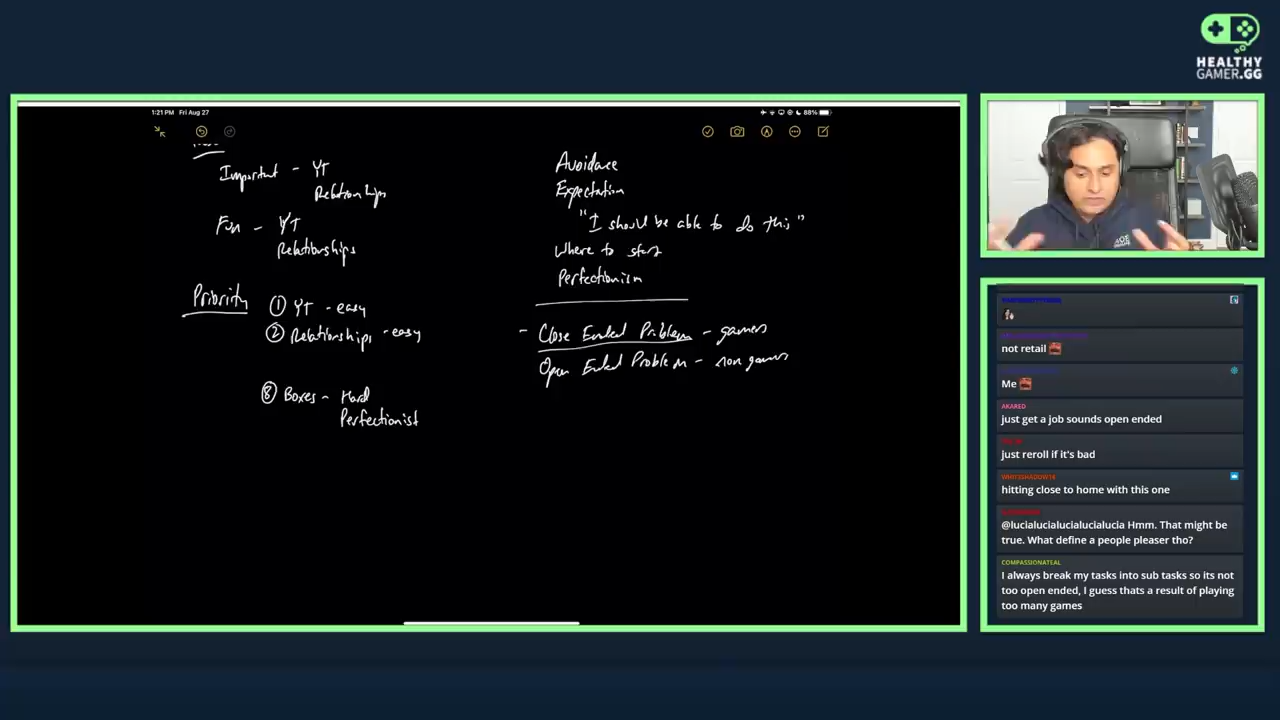 HEALTHY
GAMER.GG
1:21 PM Fri Aug 27
88%
Important - YT
Relationships
Fun - YT
Relationships
Priority
① YT - easy
② Relationships - easy
⑧ Boxes - Hard
Perfectionist
Avoidance
Expectation
"I should be able to do this"
Where to start
Perfectionism
- Close Ended Problem - games
Open Ended Problem - non games
not retail
Me
AKARED
just get a job sounds open ended
just reroll if it's bad
WHITSSHADOW18
hitting close to home with this one
@lucialucialucialucialucia Hmm. That might be
true. What define a people pleaser tho?
COMPASSIONTEAL
I always break my tasks into sub tasks so its not
too open ended, I guess thats a result of playing
too many games